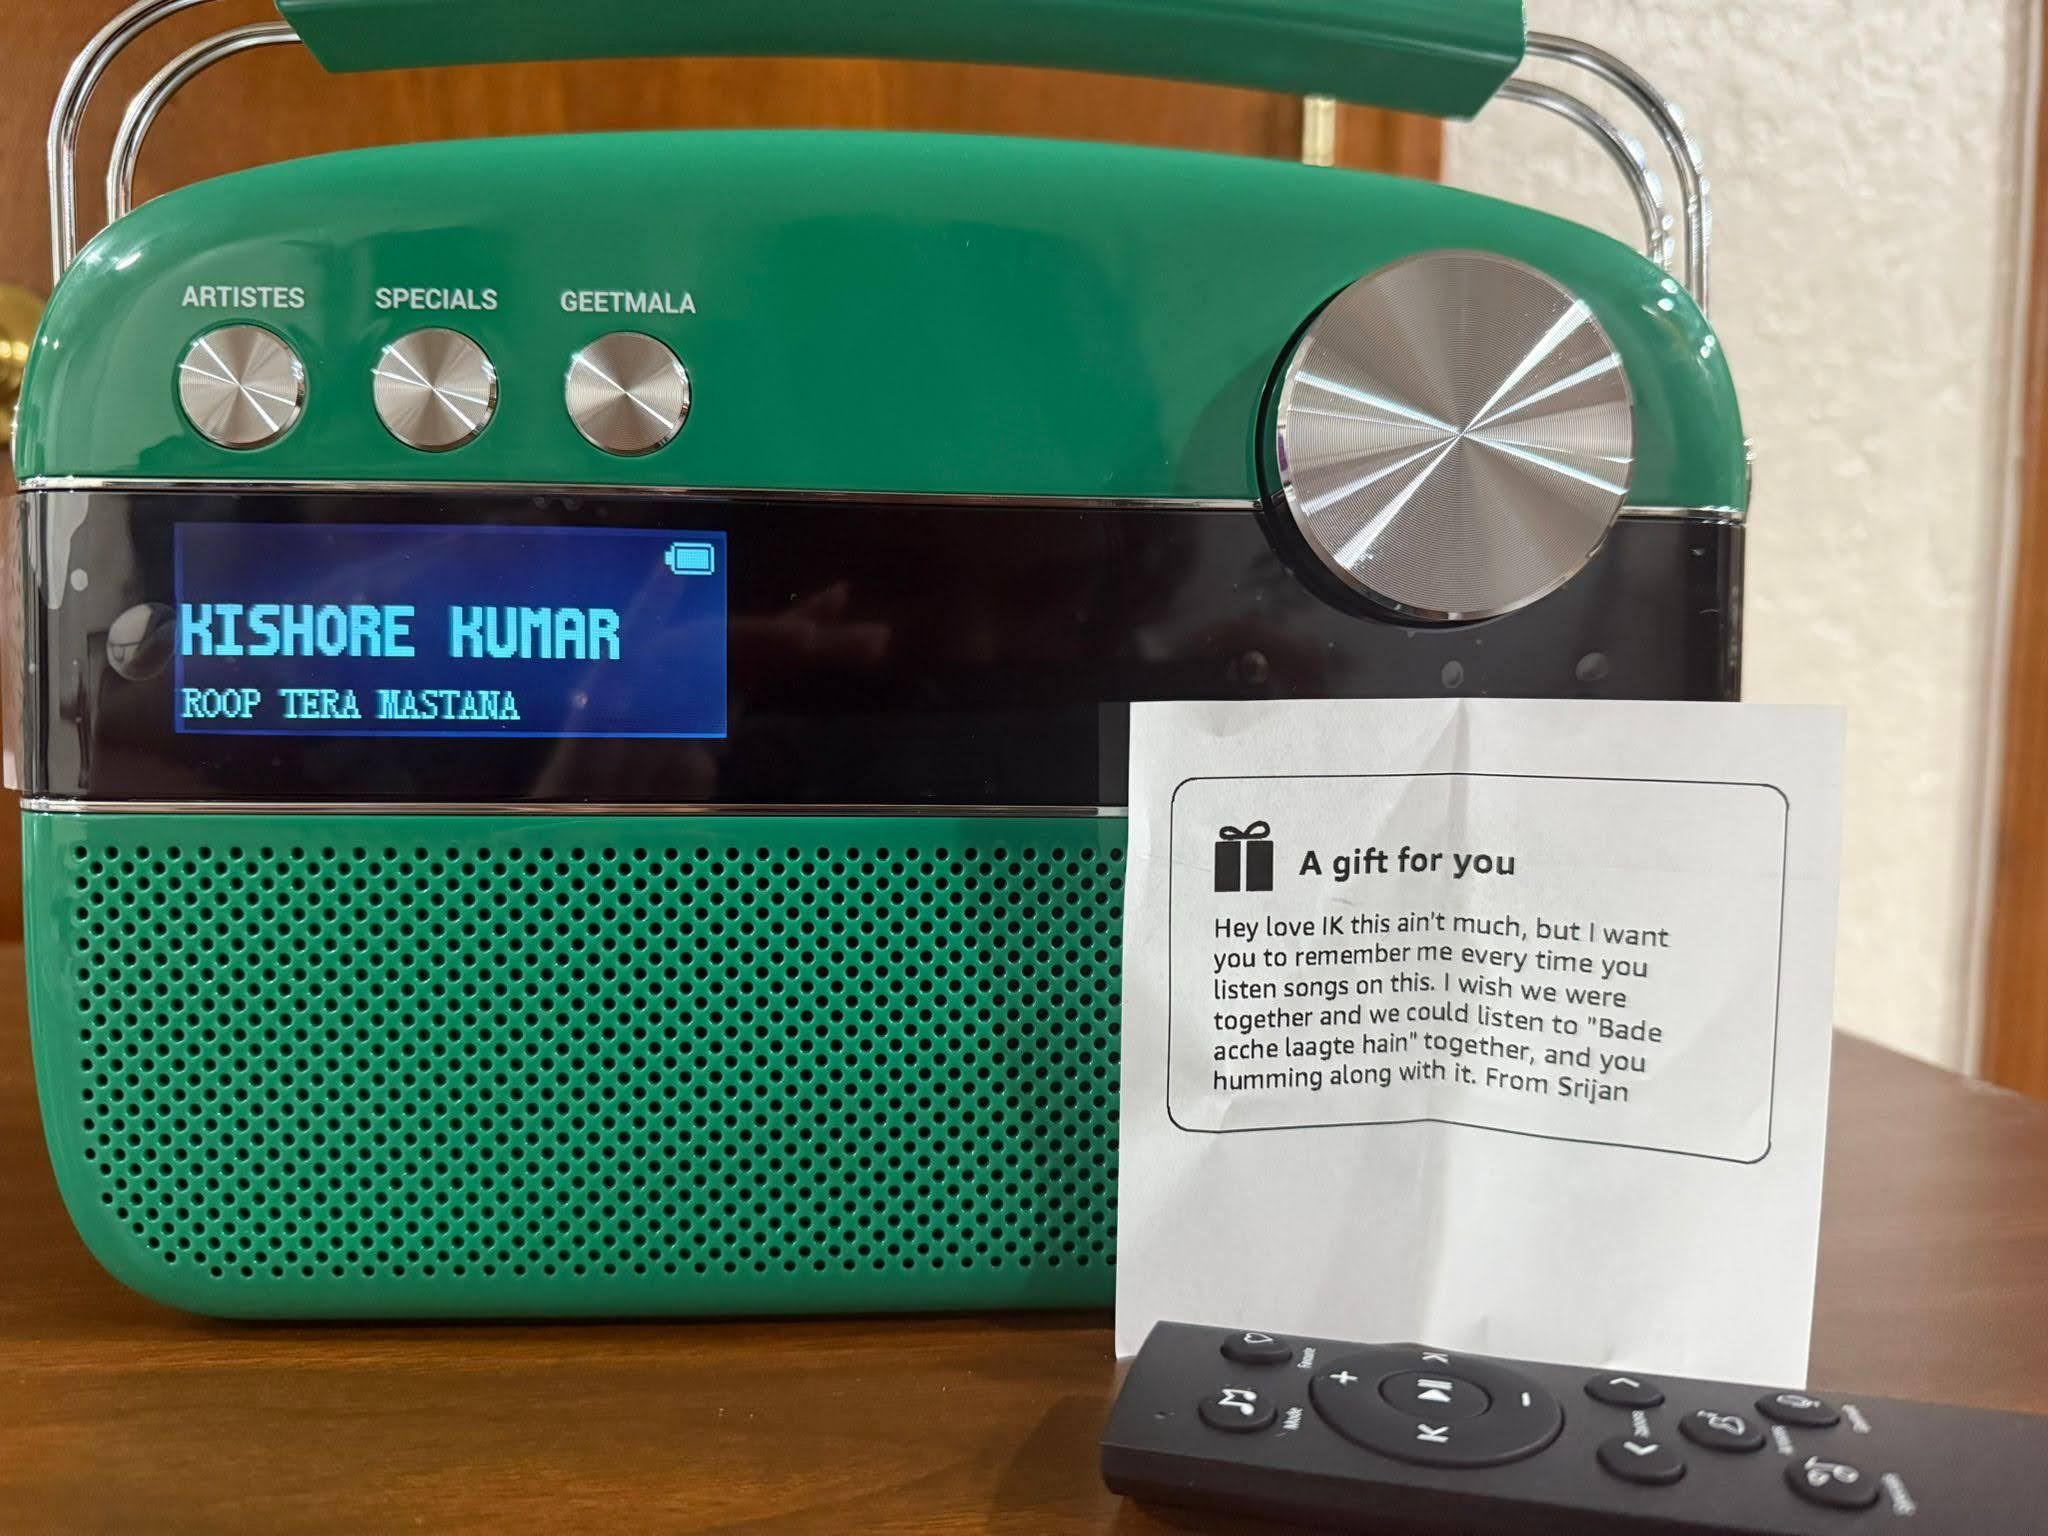 ARTISTES SPECIALS GEETMALA
KISHORE KUMAR
ROOP TERA MASTANA
A gift for you
Hey love IK this ain't much, but I want
you to remember me every time you
listen songs on this. I wish we were
together and we could listen to "Bade
acche laagte hain" together, and you
humming along with it. From Srijan
Favourite
Mode